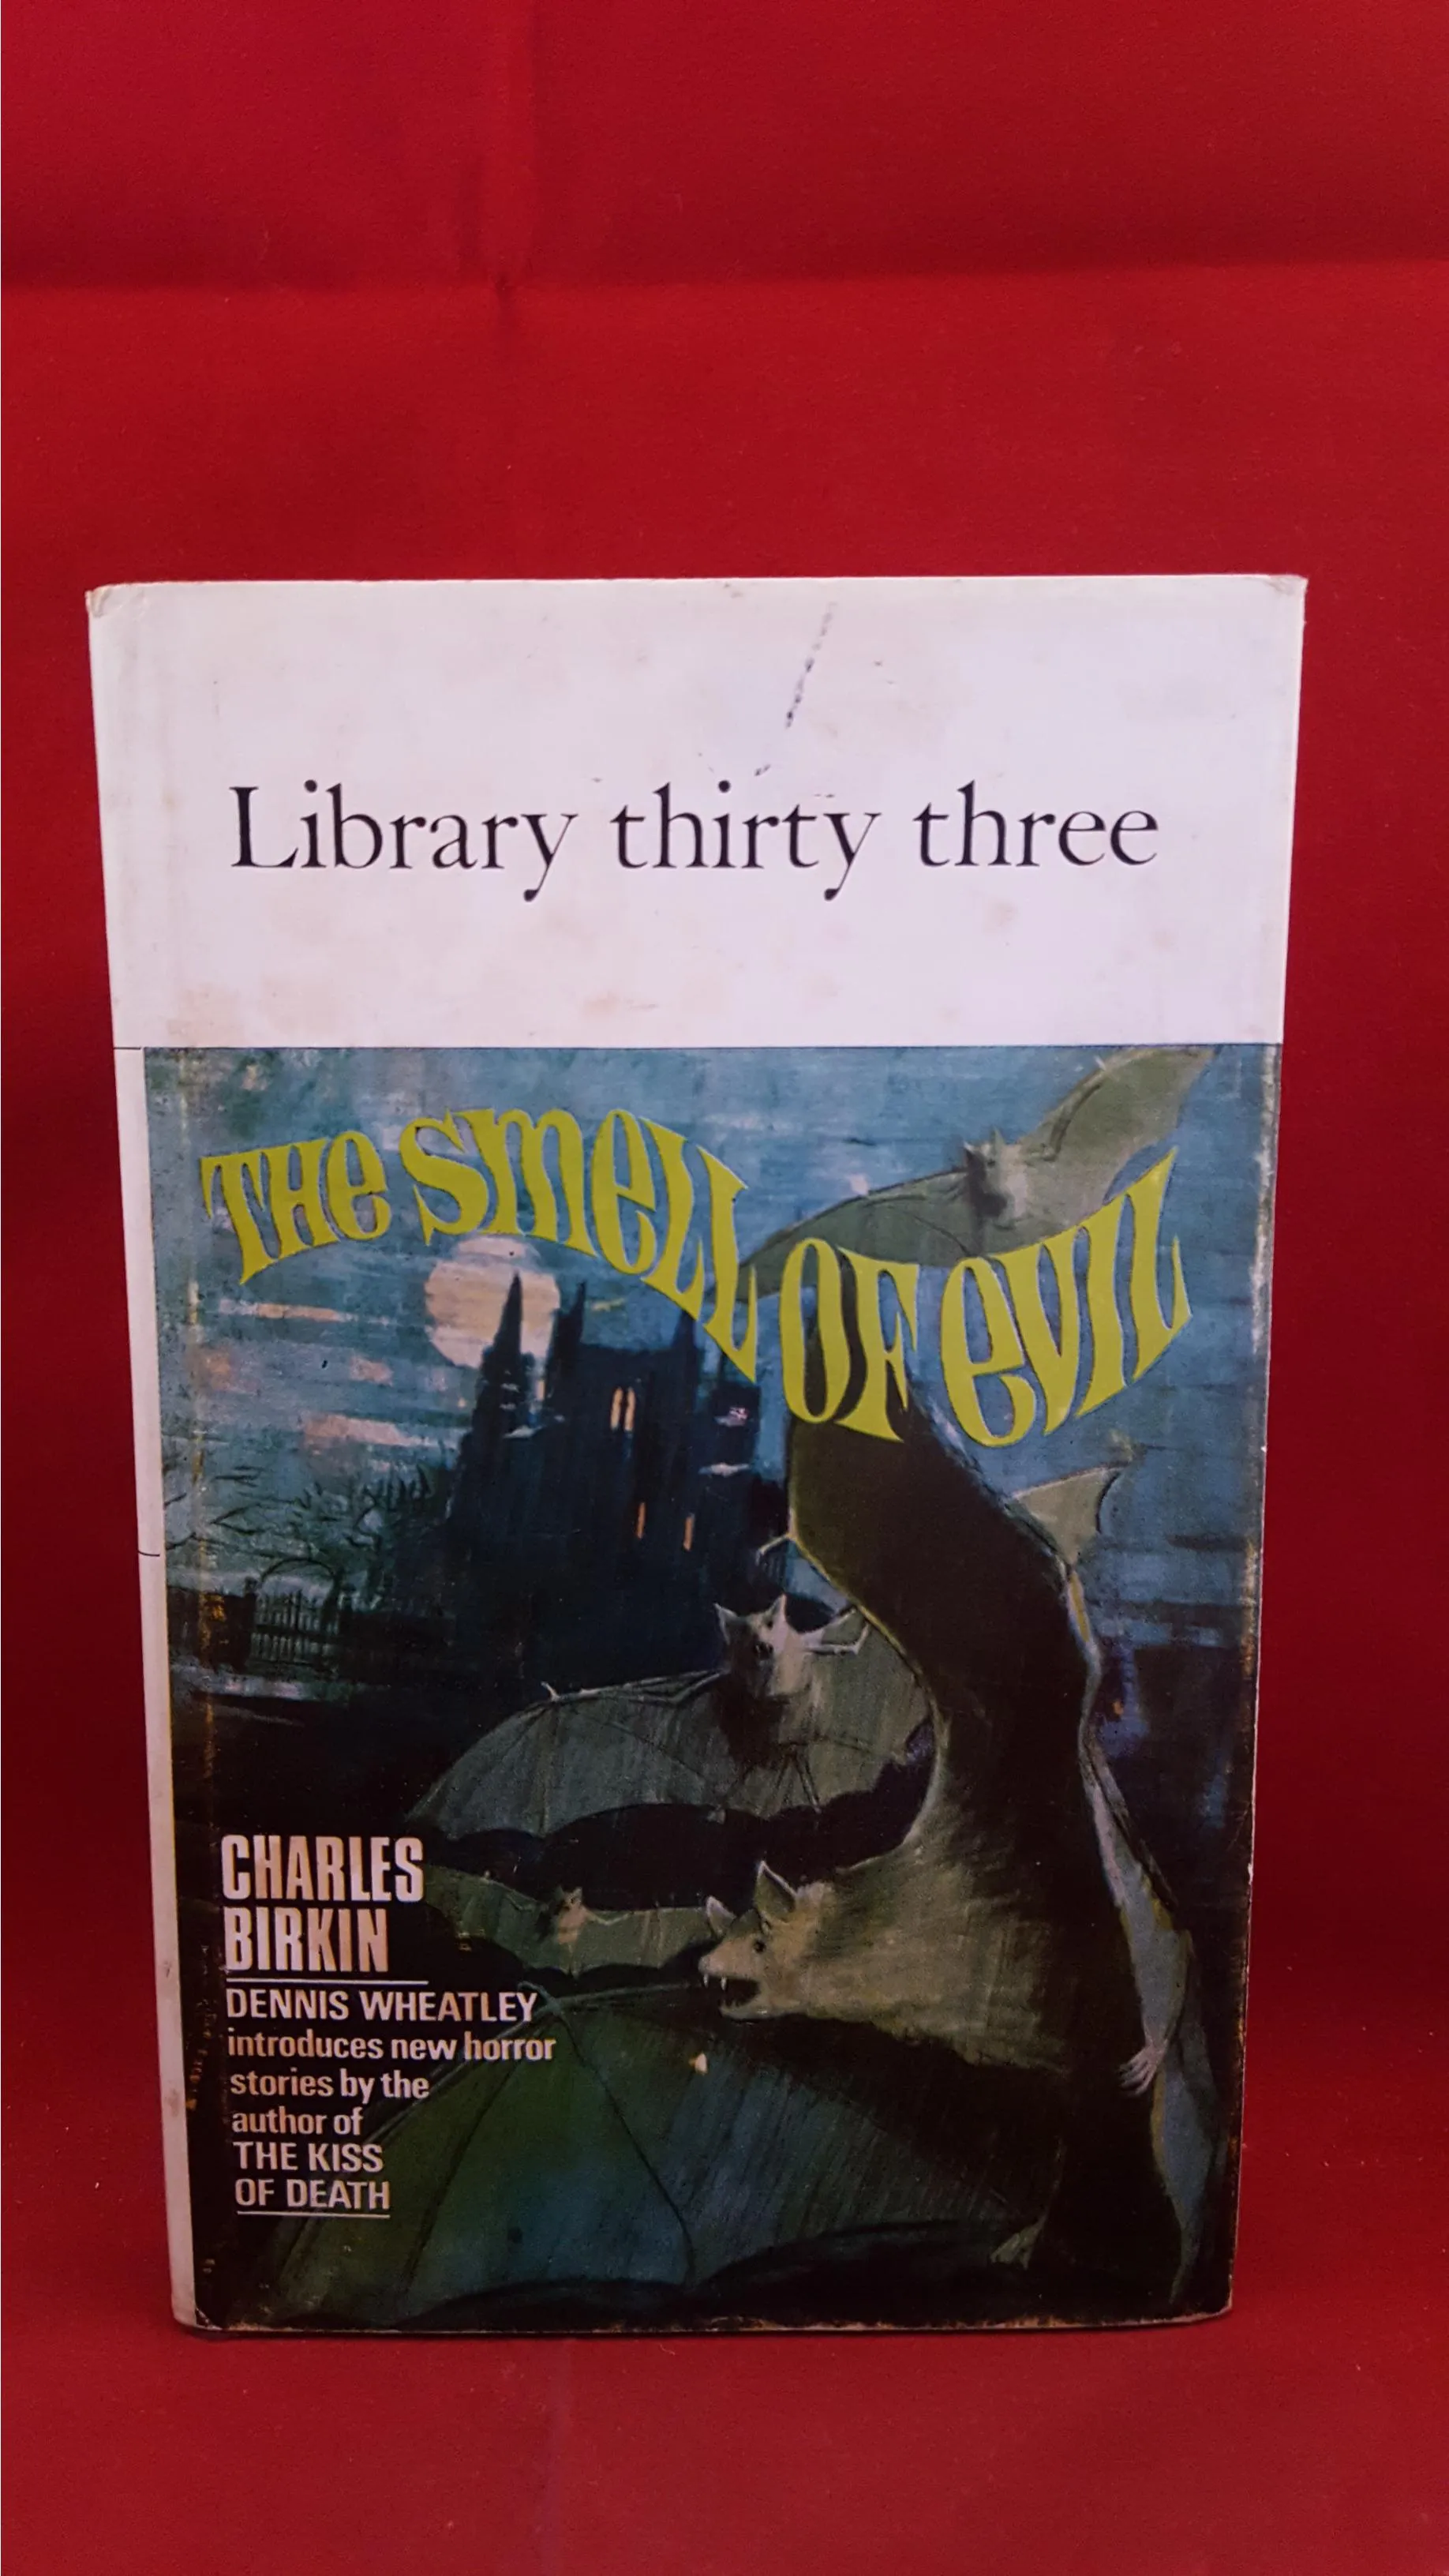 Library thirty three
THE SMELL OF EVIL
CHARLES
BIRKIN
DENNIS WHEATLEY
introduces new horror
stories by the
author of
THE KISS
OF DEATH